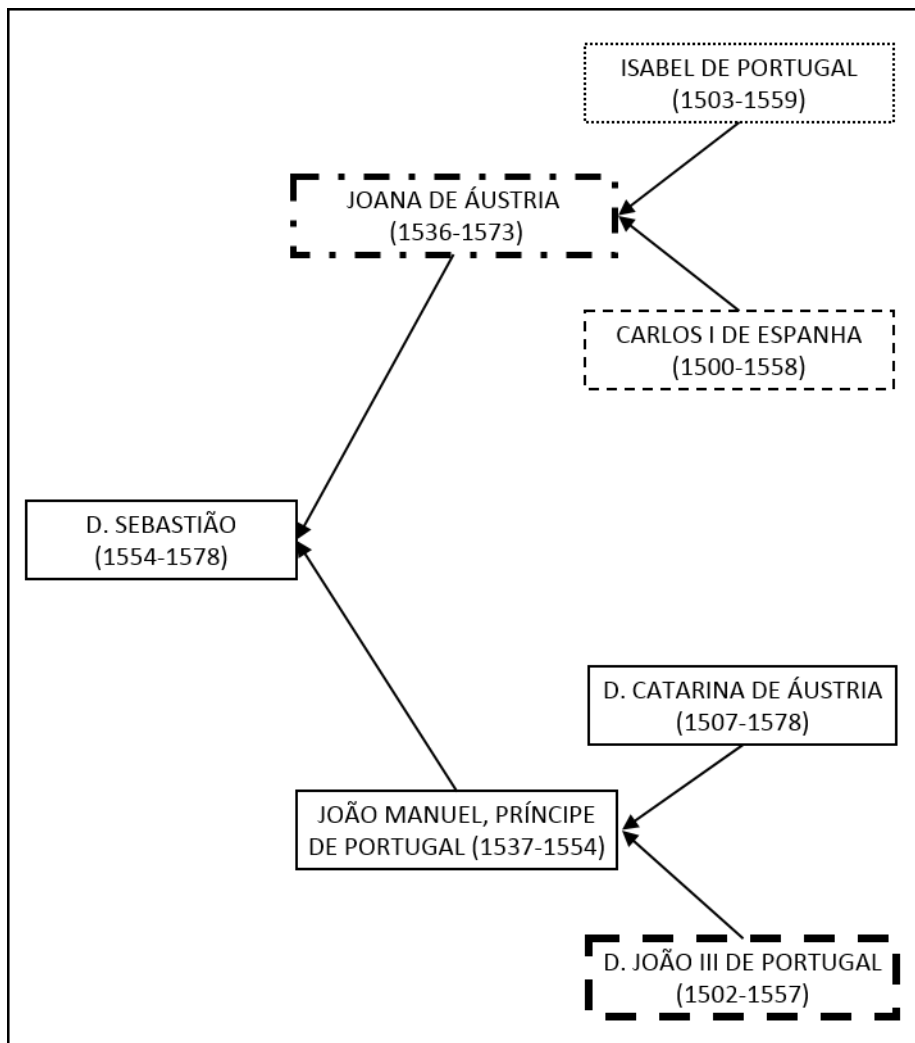 ISABEL DE PORTUGAL
(1503-1559)
JOANA DE ÁUSTRIA
(1536-1573)
CARLOS I DE ESPANHA
(1500-1558)
D. SEBASTIÃO
(1554-1578)
D. CATARINA DE ÁUSTRIA
(1507-1578)
JOÃO MANUEL, PRÍNCIPE
DE PORTUGAL (1537-1554)
D. JOÃO III DE PORTUGAL
(1502-1557)